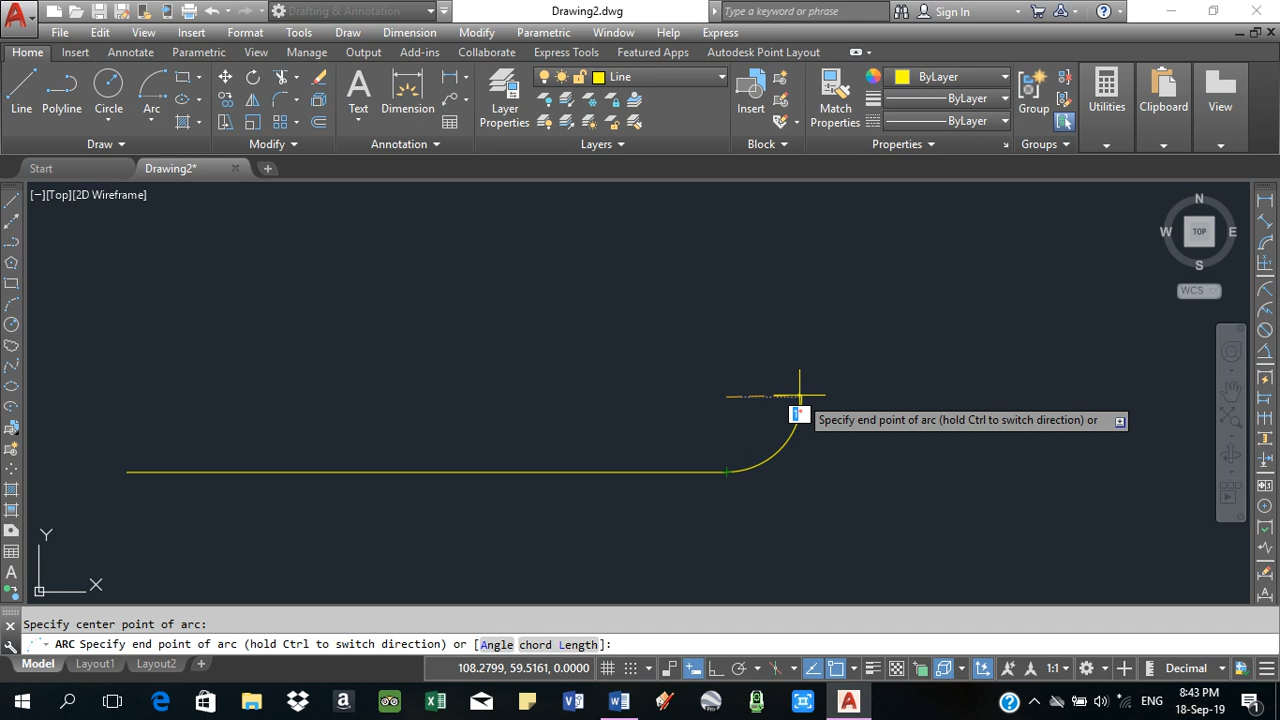 Drafting & Annotation
Drawing2.dwg
Type a keyword or phrase
Sign In
File Edit View Insert Format Tools Draw Dimension Modify Parametric Window Help Express
Home Insert Annotate Parametric View Manage Output Add-ins Collaborate Express Tools Featured Apps Autodesk Point Layout
Line
ByLayer
ByLayer
ByLayer
Line Polyline Circle Arc
Text Dimension
Layer Properties
Insert
Match Properties
Group
Utilities
Clipboard
View
Draw Modify Annotation Layers Block Properties Groups
Start Drawing2*
[−][Top][2D Wireframe]
N
W TOP E
S
WCS
1°
Specify end point of arc (hold Ctrl to switch direction) or
Y
X
Specify center point of arc:
ARC Specify end point of arc (hold Ctrl to switch direction) or [Angle chord Length]:
Model Layout1 Layout2
108.2799, 59.5161, 0.0000
1:1
Decimal
ENG
8:43 PM
18-Sep-19